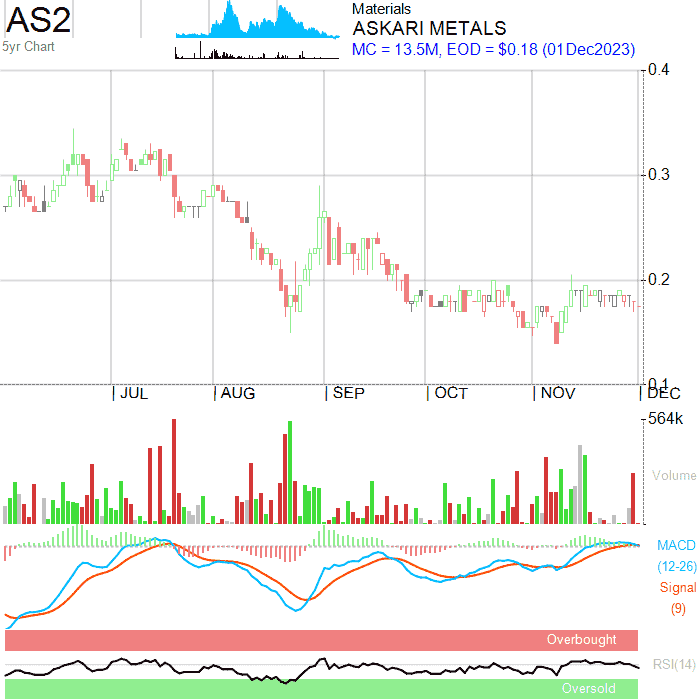 AS2
5yr Chart
Materials
ASKARI METALS
MC = 13.5M, EOD = $0.18 (01Dec2023)
0.4
0.3
0.2
0.1
| JUL | AUG | SEP | OCT | NOV | DEC
564k
Volume
MACD
(12-26)
Signal
(9)
Overbought
RSI(14)
Oversold